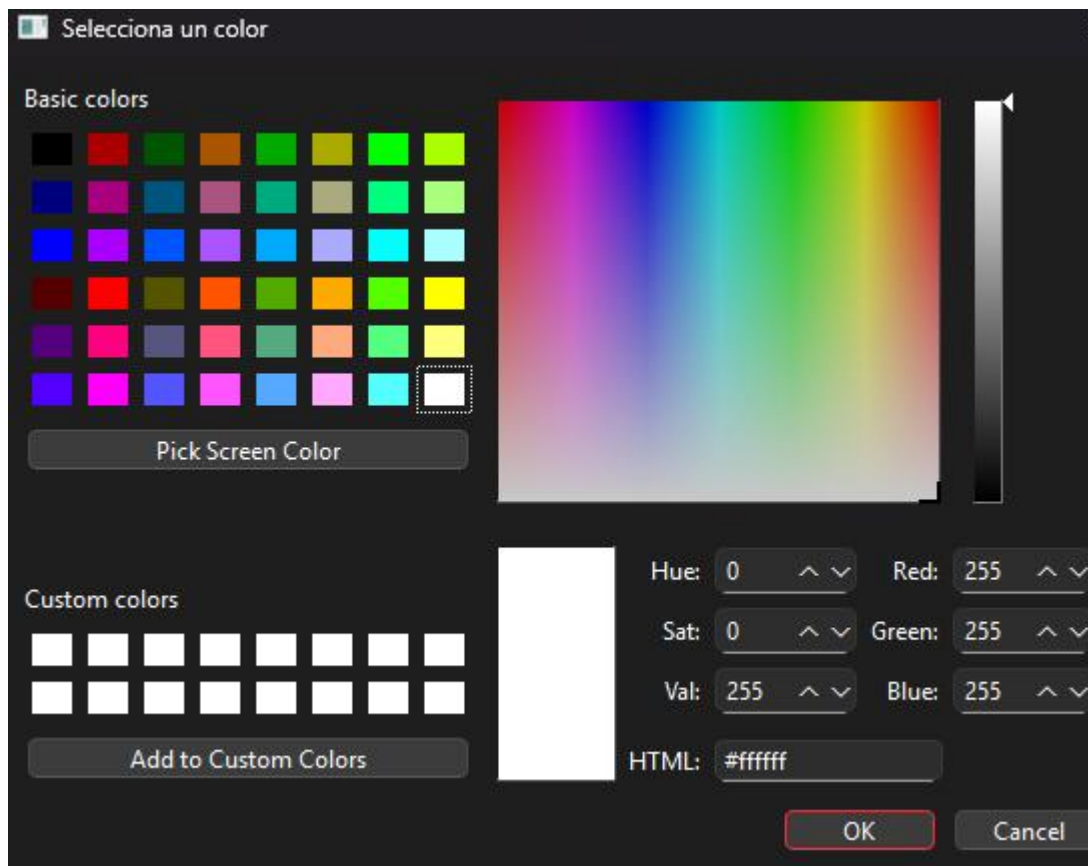 Selecciona un color
Basic colors
Pick Screen Color
Custom colors
Add to Custom Colors
Hue: 0 Red: 255
Sat: 0 Green: 255
Val: 255 Blue: 255
HTML: #ffffff
OK Cancel